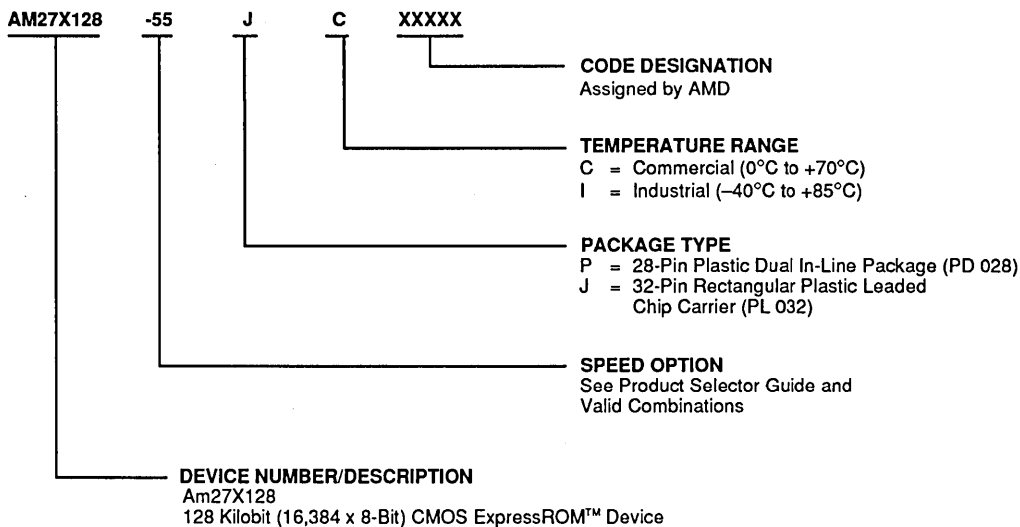 AM27X128 -55 J C XXXXX
CODE DESIGNATION
Assigned by AMD
TEMPERATURE RANGE
C = Commercial (0°C to +70°C)
I = Industrial (–40°C to +85°C)
PACKAGE TYPE
P = 28-Pin Plastic Dual In-Line Package (PD 028)
J = 32-Pin Rectangular Plastic Leaded
Chip Carrier (PL 032)
SPEED OPTION
See Product Selector Guide and
Valid Combinations
DEVICE NUMBER/DESCRIPTION
Am27X128
128 Kilobit (16,384 x 8-Bit) CMOS ExpressROM™ Device